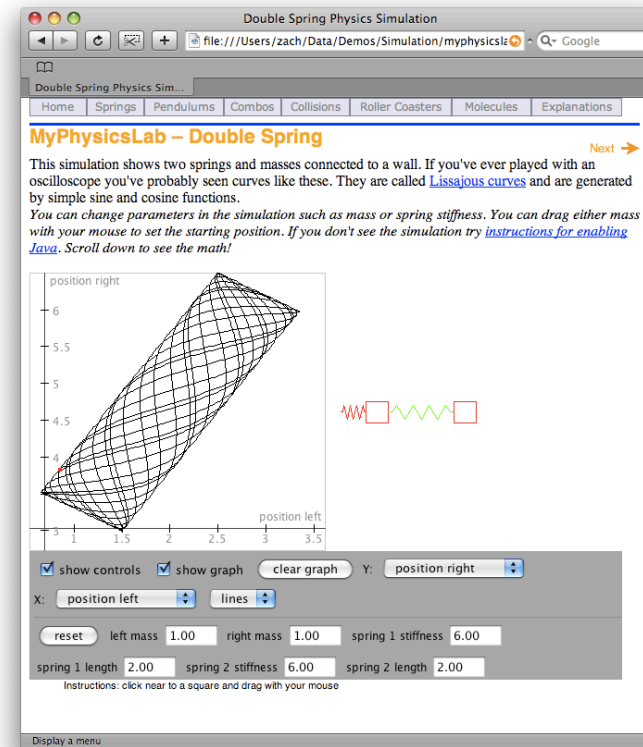 Double Spring Physics Simulation
file:///Users/zach/Data/Demos/Simulation/myphysicsla
Google
Double Spring Physics Sim...
Home Springs Pendulums Combos Collisions Roller Coasters Molecules Explanations
MyPhysicsLab – Double Spring
Next
This simulation shows two springs and masses connected to a wall. If you've ever played with an
oscilloscope you've probably seen curves like these. They are called Lissajous curves and are generated
by simple sine and cosine functions.
You can change parameters in the simulation such as mass or spring stiffness. You can drag either mass
with your mouse to set the starting position. If you don't see the simulation try instructions for enabling
Java. Scroll down to see the math!
position right
6
5.5
5
4.5
4
position left
3
1 1.5 2 2.5 3 3.5
show controls show graph clear graph Y: position right
X: position left lines
reset left mass 1.00 right mass 1.00 spring 1 stiffness 6.00
spring 1 length 2.00 spring 2 stiffness 6.00 spring 2 length 2.00
Instructions: click near to a square and drag with your mouse
Display a menu